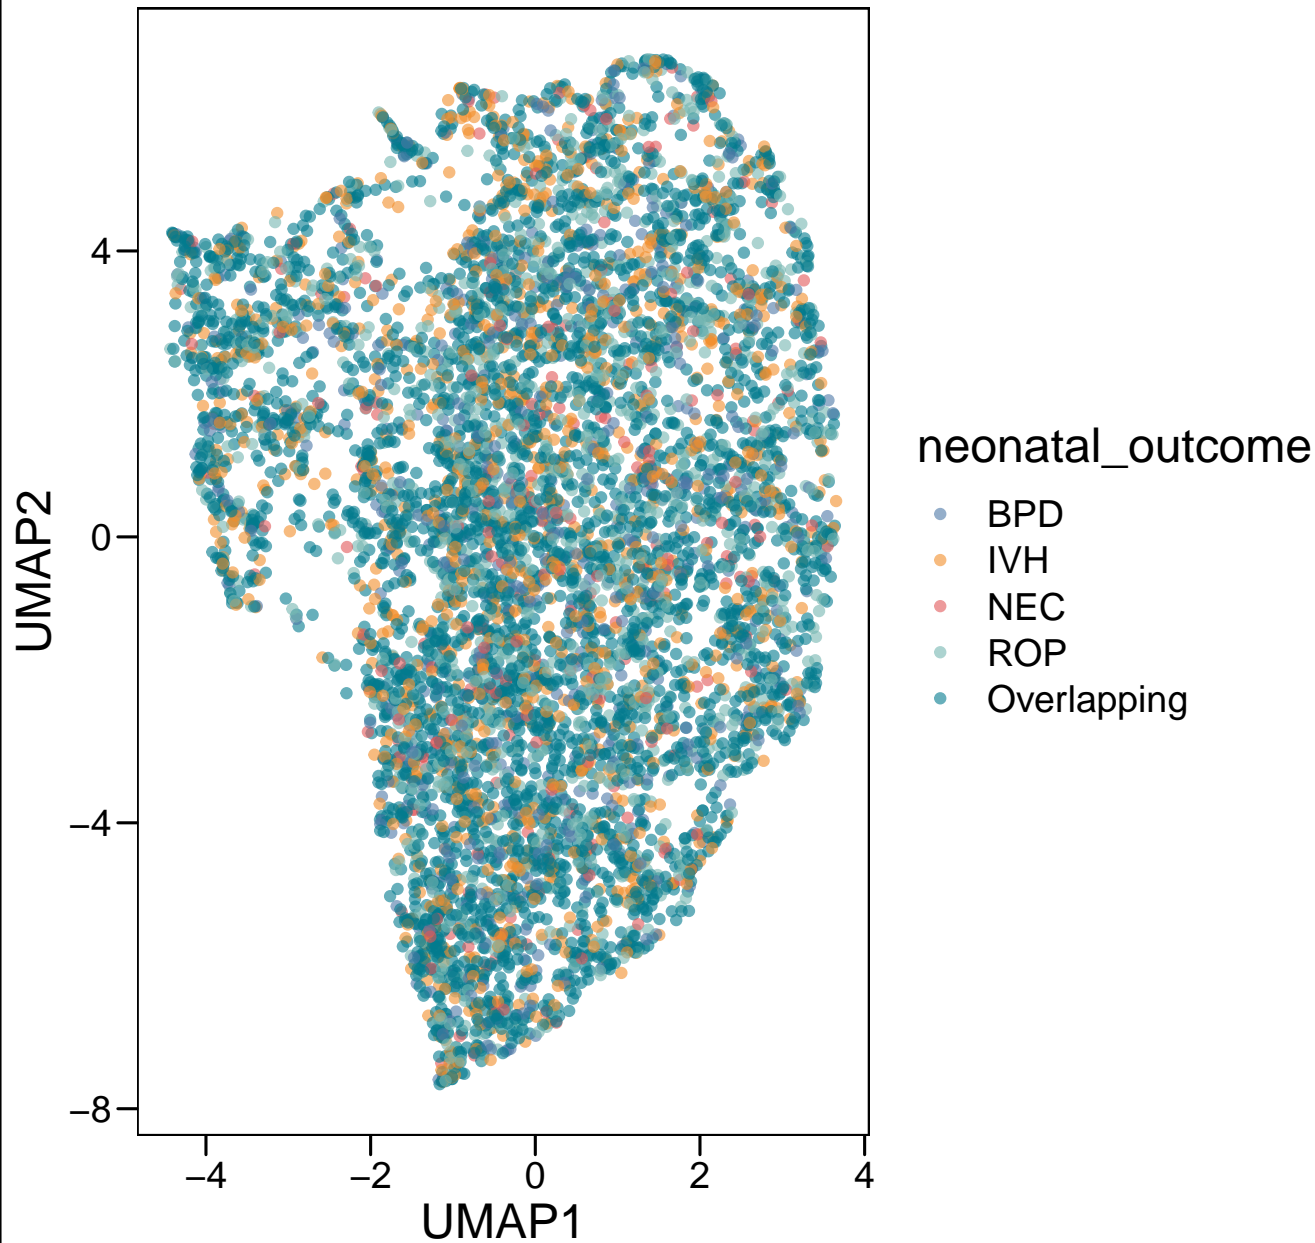 4
0
−4
−8
UMAP2
−4
−2
0
2
4
UMAP1
neonatal_outcome
BPD
IVH
NEC
ROP
Overlapping